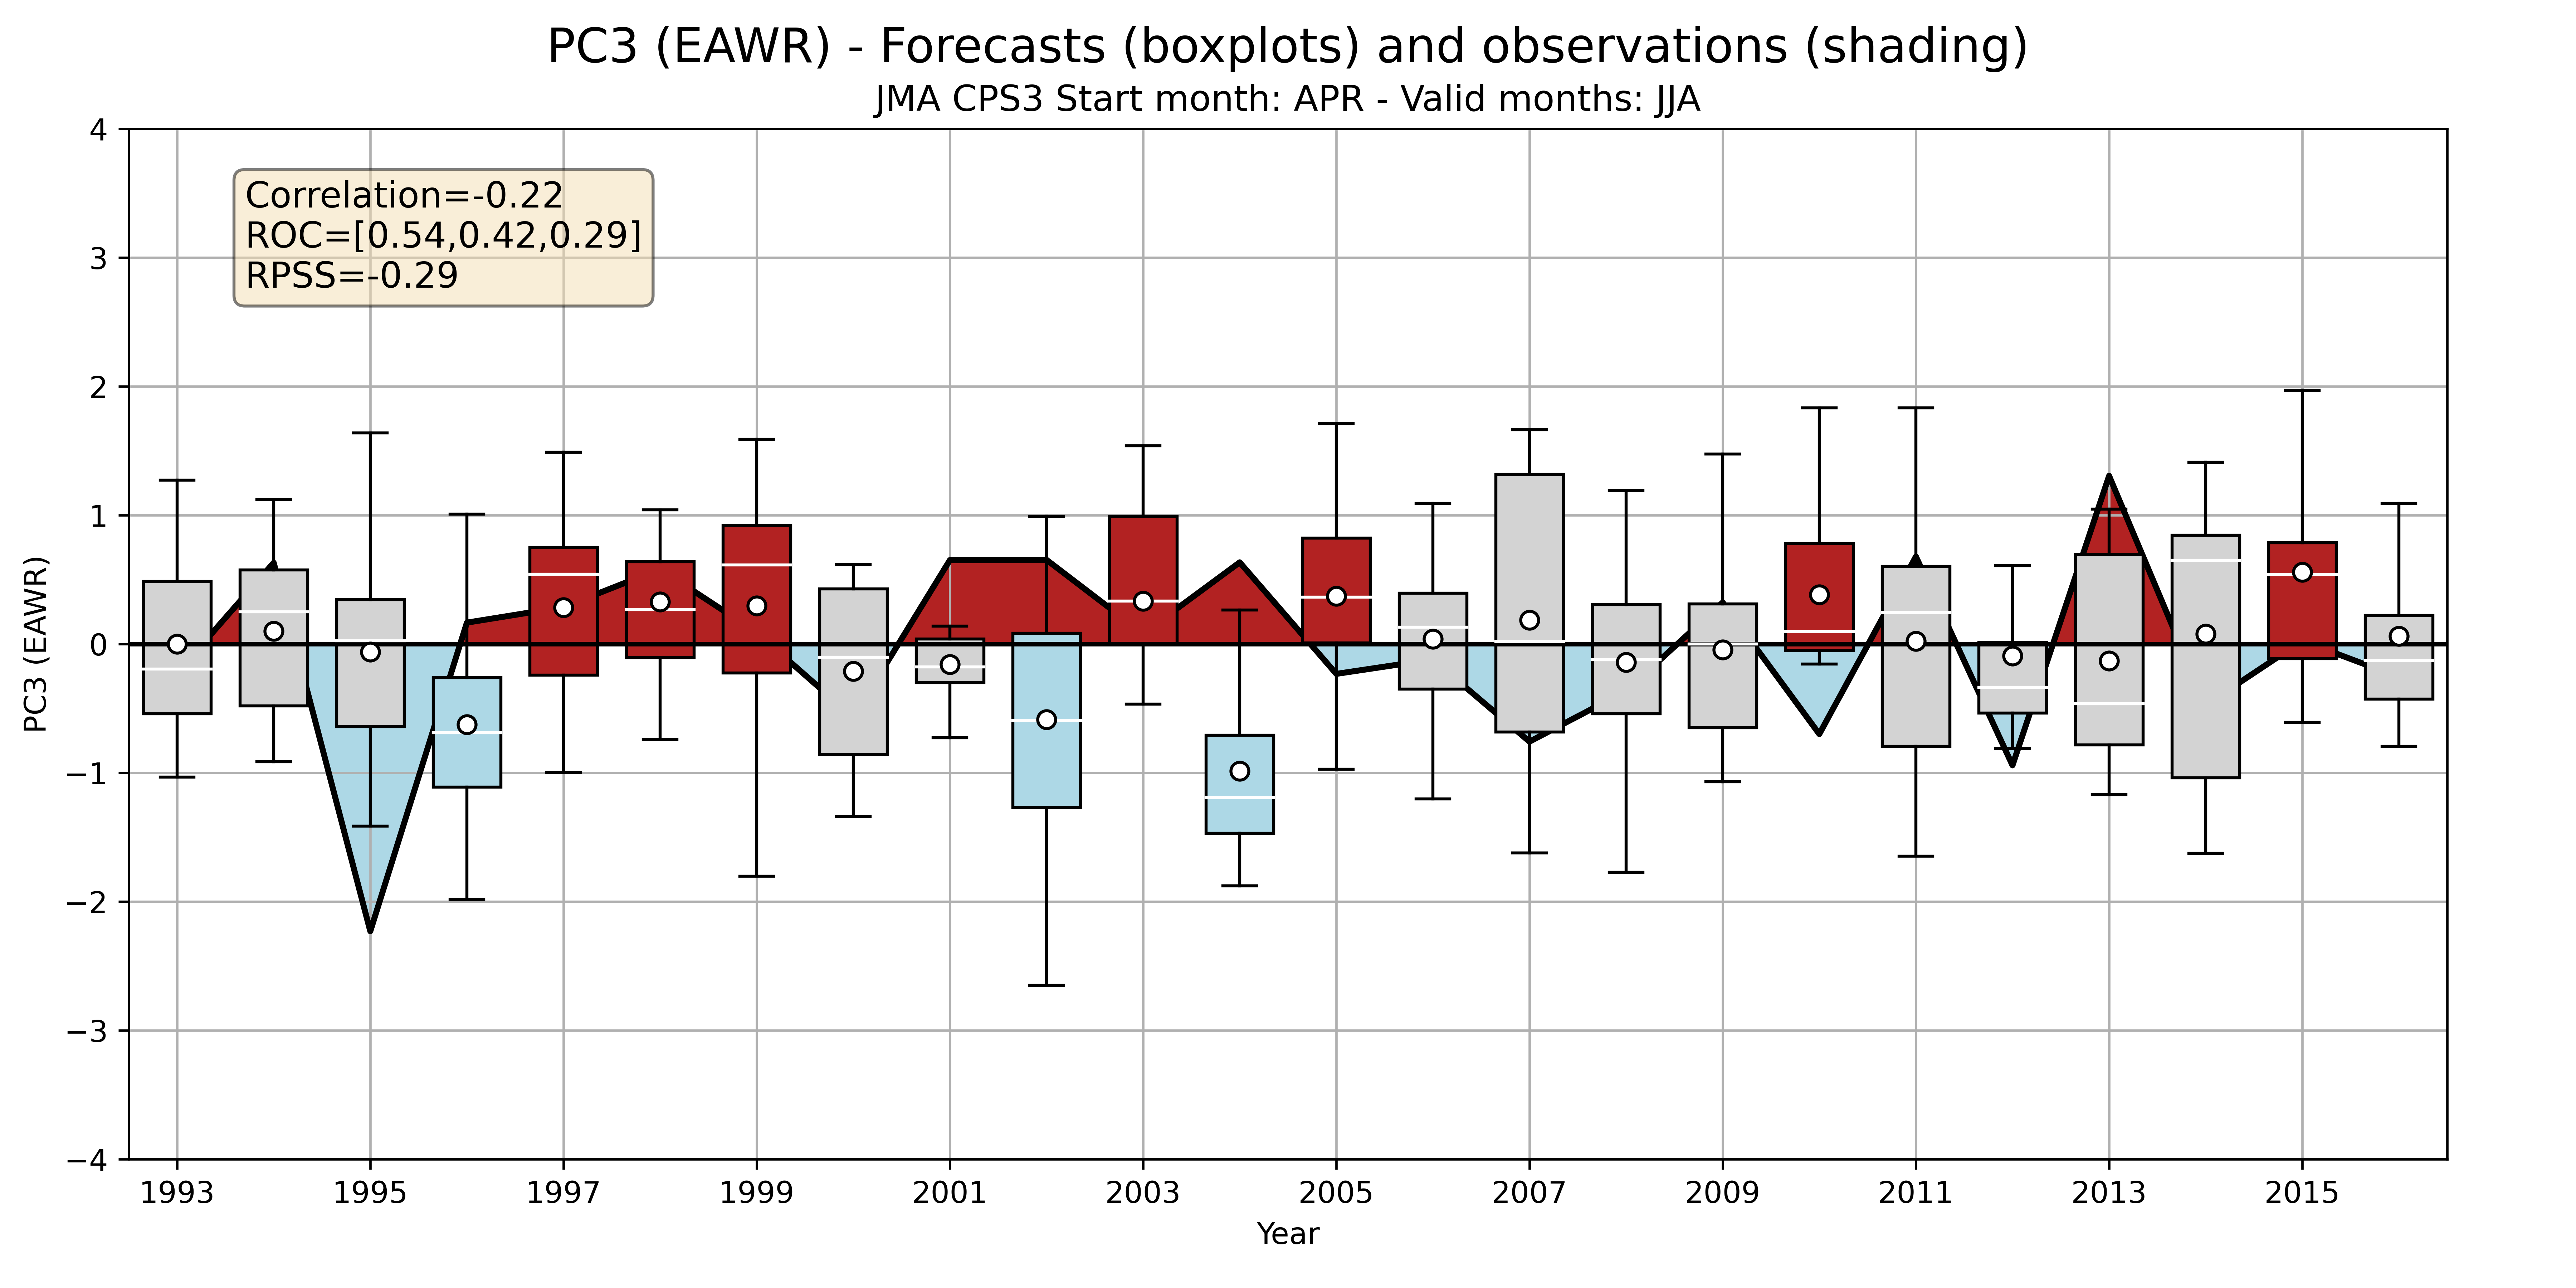 PC3 (EAWR) - Forecasts (boxplots) and observations (shading)
JMA CPS3 Start month: APR - Valid months: JJA
Correlation=-0.22
ROC=[0.54,0.42,0.29]
RPSS=-0.29
PC3 (EAWR)
4
3
2
1
0
−1
−2
−3
−4
1993 1995 1997 1999 2001 2003 2005 2007 2009 2011 2013 2015
Year